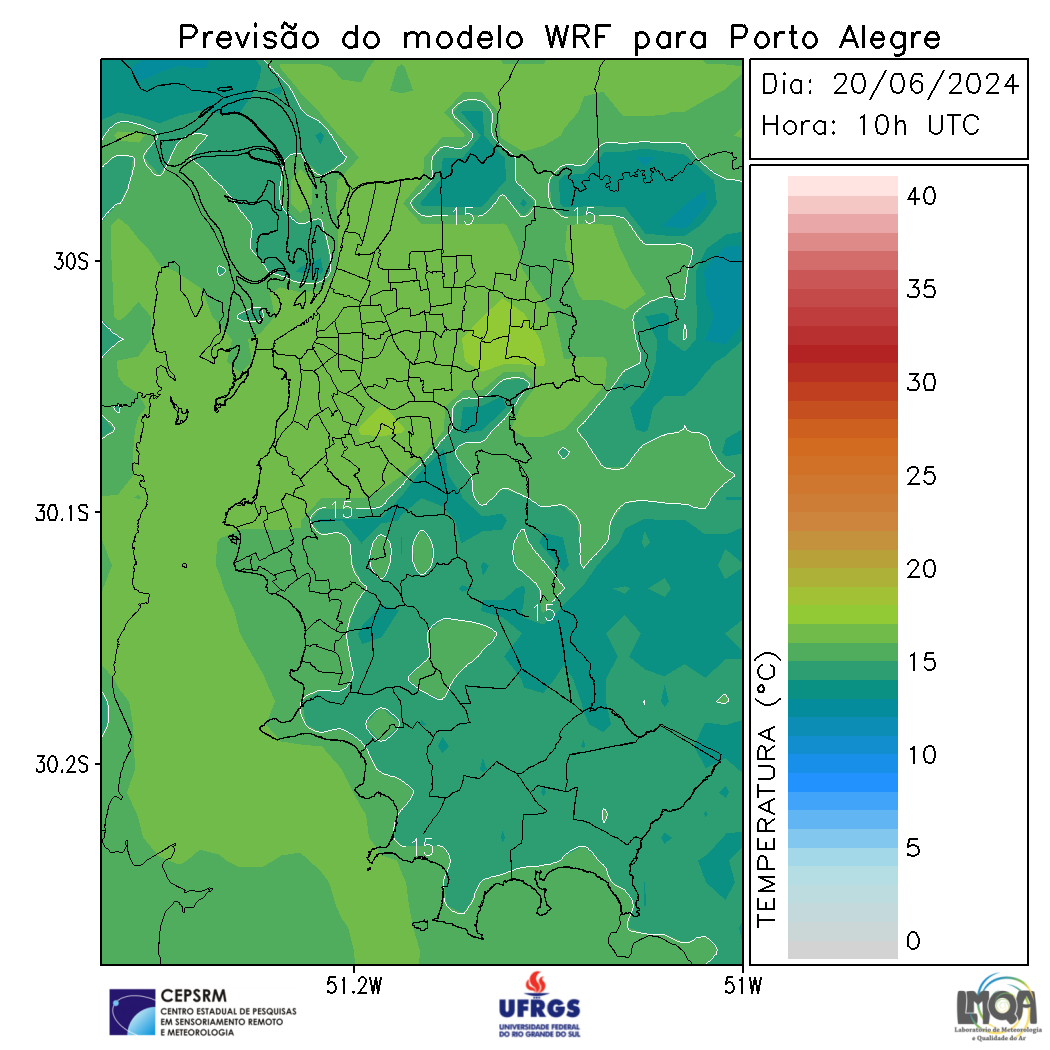 Previsão do modelo WRF para Porto Alegre
Dia: 20/06/2024
Hora: 10h UTC
30S
30.1S
30.2S
51.2W
51W
15
15
15
15
15
TEMPERATURA (°C)
40
35
30
25
20
15
10
5
0
CEPSRM
CENTRO ESTADUAL DE PESQUISAS
EM SENSORIAMENTO REMOTO
E METEOROLOGIA
UFRGS
UNIVERSIDADE FEDERAL
DO RIO GRANDE DO SUL
LMQA
Laboratório de Meteorologia
e Qualidade do Ar